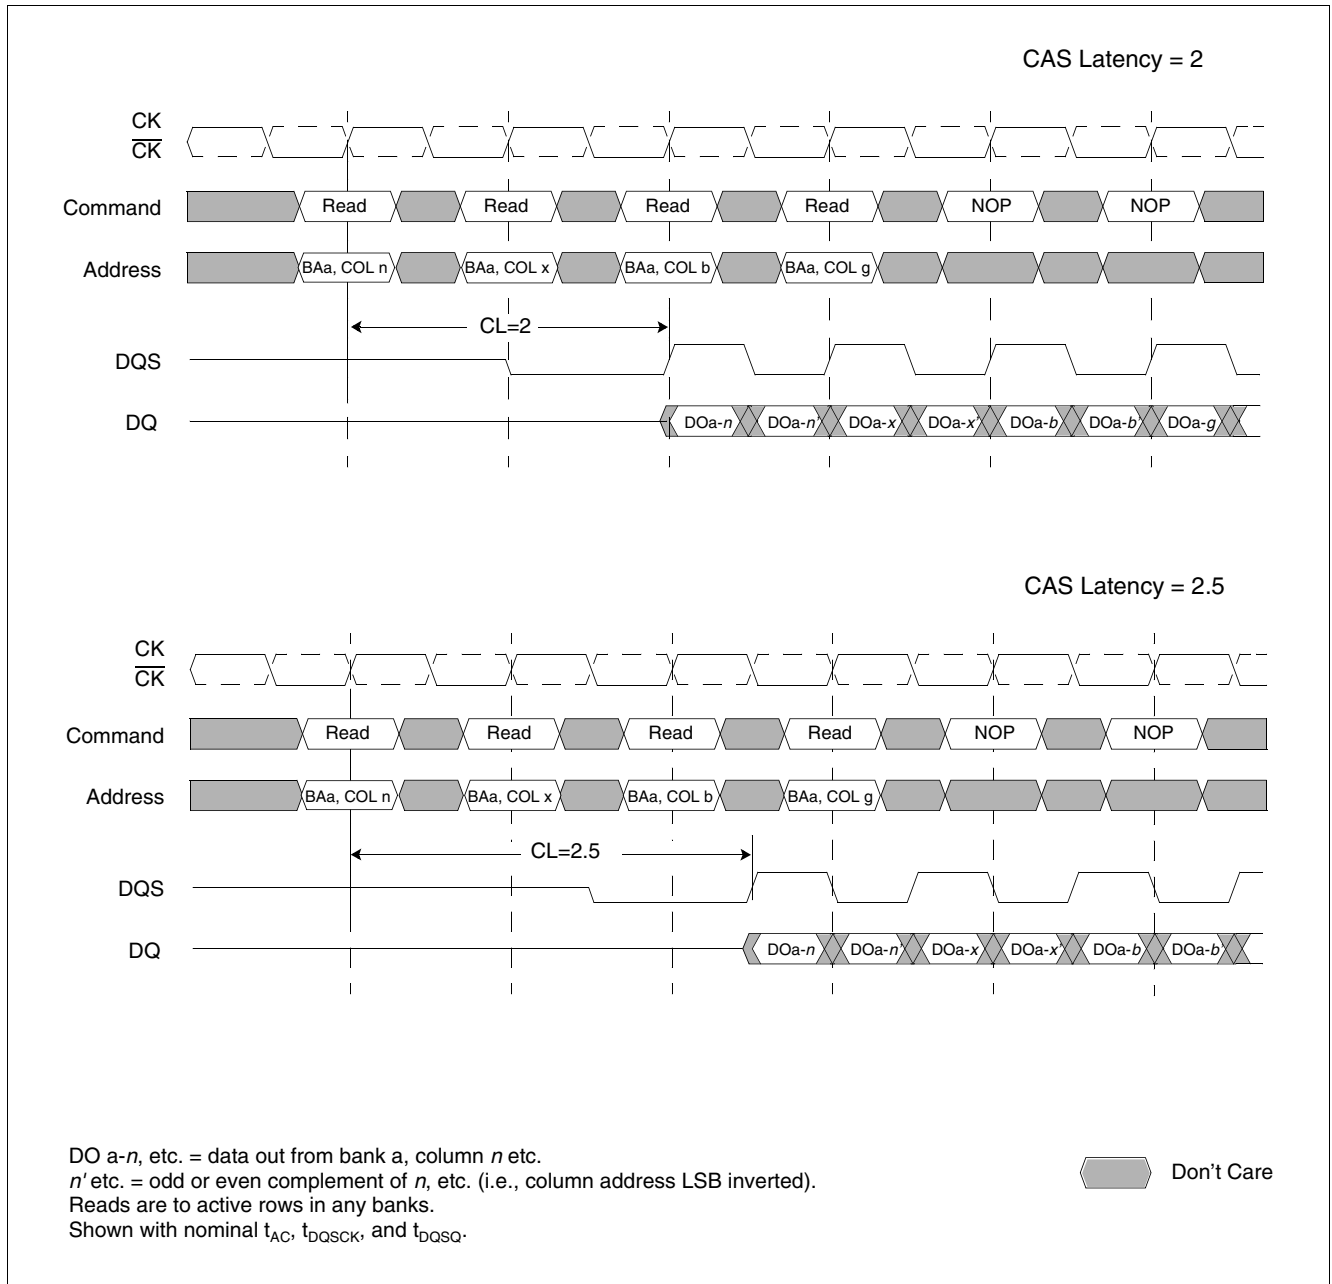 CAS Latency = 2
CK
CK
Command Read Read Read Read NOP NOP
Address BAa, COL n BAa, COL x BAa, COL b BAa, COL g
CL=2
DQS
DQ DOa-n DOa-n' DOa-x DOa-x' DOa-b DOa-b' DOa-g
CAS Latency = 2.5
CK
CK
Command Read Read Read Read NOP NOP
Address BAa, COL n BAa, COL x BAa, COL b BAa, COL g
CL=2.5
DQS
DQ DOa-n DOa-n' DOa-x DOa-x' DOa-b DOa-b'
DO a-n, etc. = data out from bank a, column n etc.
n' etc. = odd or even complement of n, etc. (i.e., column address LSB inverted).
Reads are to active rows in any banks.
Shown with nominal tAC, tDQSCK, and tDQSQ.
Don't Care